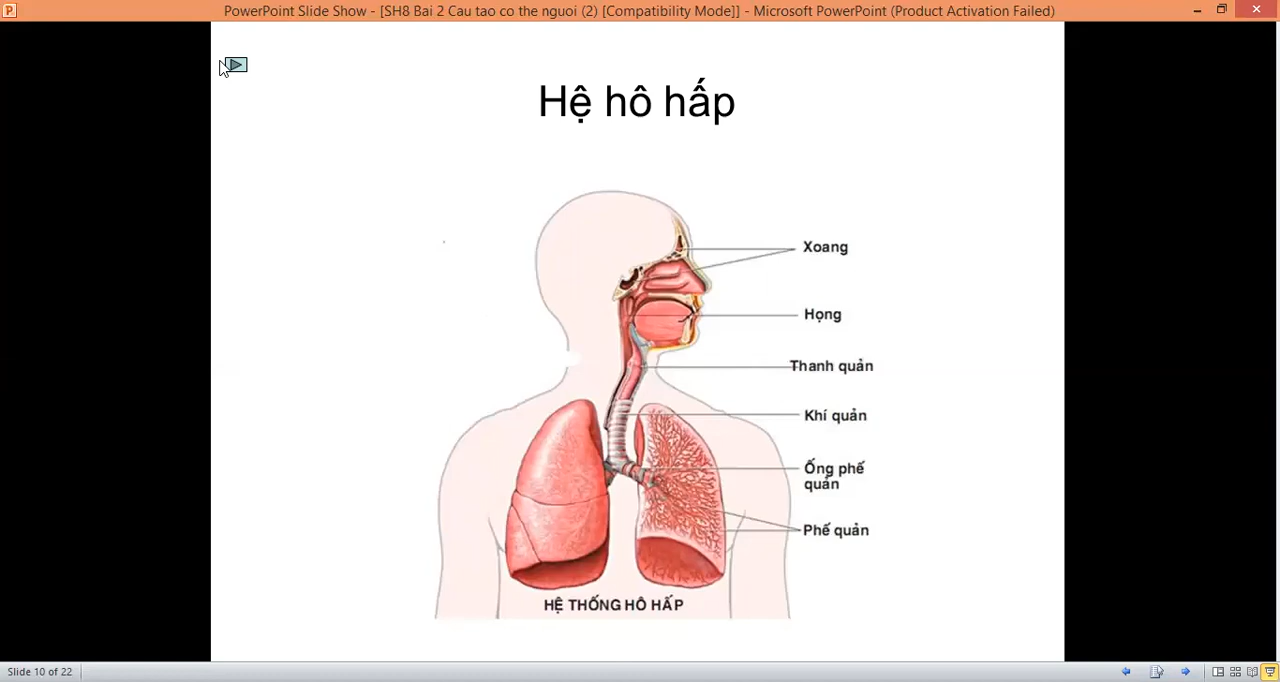 PowerPoint Slide Show - [SH8 Bai 2 Cau tao co the nguoi (2) [Compatibility Mode]] - Microsoft PowerPoint (Product Activation Failed)
Hệ hô hấp
Xoang
Họng
Thanh quản
Khí quản
Ống phế
quản
Phế quản
HỆ THỐNG HÔ HẤP
Slide 10 of 22